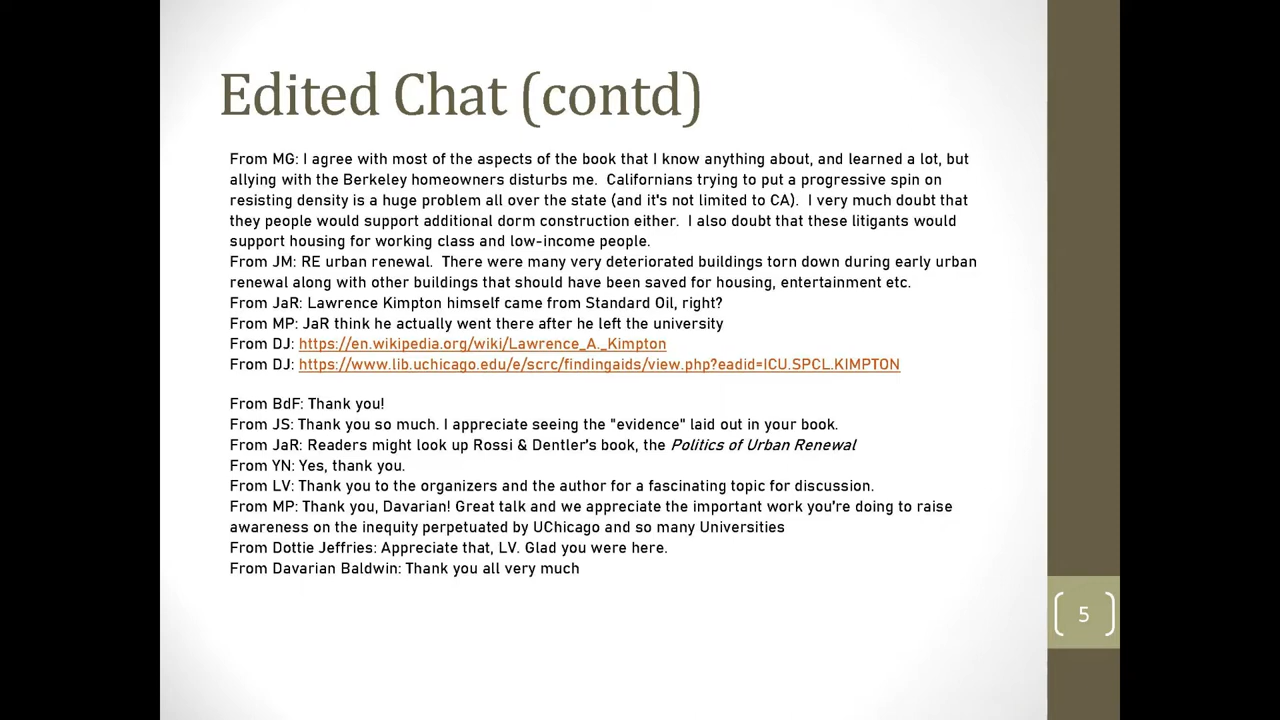 Edited Chat (contd)
From MG: I agree with most of the aspects of the book that I know anything about, and learned a lot, but
allying with the Berkeley homeowners disturbs me.  Californians trying to put a progressive spin on
resisting density is a huge problem all over the state (and it's not limited to CA).  I very much doubt that
they people would support additional dorm construction either.  I also doubt that these litigants would
support housing for working class and low-income people.
From JM: RE urban renewal.  There were many very deteriorated buildings torn down during early urban
renewal along with other buildings that should have been saved for housing, entertainment etc.
From JaR: Lawrence Kimpton himself came from Standard Oil, right?
From MP: JaR think he actually went there after he left the university
From DJ: https://en.wikipedia.org/wiki/Lawrence_A._Kimpton
From DJ: https://www.lib.uchicago.edu/e/scrc/findingaids/view.php?eadid=ICU.SPCL.KIMPTON
From BdF: Thank you!
From JS: Thank you so much. I appreciate seeing the "evidence" laid out in your book.
From JaR: Readers might look up Rossi & Dentler's book, the Politics of Urban Renewal
From YN: Yes, thank you.
From LV: Thank you to the organizers and the author for a fascinating topic for discussion.
From MP: Thank you, Davarian! Great talk and we appreciate the important work you're doing to raise
awareness on the inequity perpetuated by UChicago and so many Universities
From Dottie Jeffries: Appreciate that, LV. Glad you were here.
From Davarian Baldwin: Thank you all very much
5